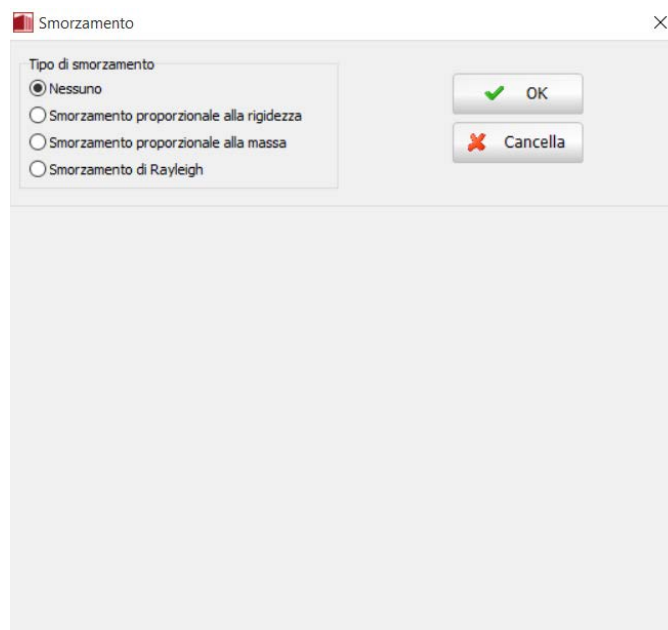 Smorzamento
Tipo di smorzamento
Nessuno
Smorzamento proporzionale alla rigidezza
Smorzamento proporzionale alla massa
Smorzamento di Rayleigh
OK
Cancella